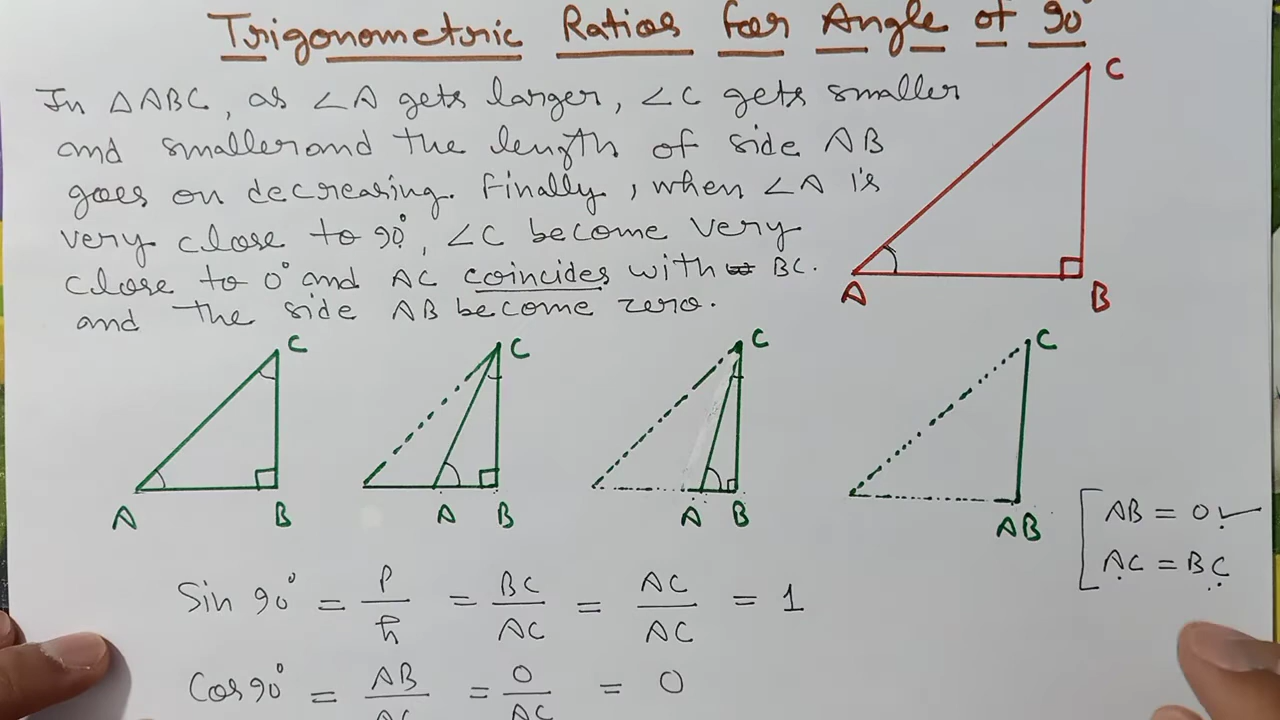 Trigonometric Ratios for Angle of 90°
In △ABC, as ∠A gets larger, ∠C gets smaller
and smaller and the length of side AB
goes on decreasing. Finally, when ∠A is
very close to 90°, ∠C become very
close to 0° and AC coincides with BC.
and the side AB become zero.
C
A
B
C
A
B
C
A
B
C
A
B
C
AB
AB = 0 ✓
AC = BC
Sin 90° = P/h = BC/AC = AC/AC = 1
Cos 90° = AB/AC = 0/AC = 0